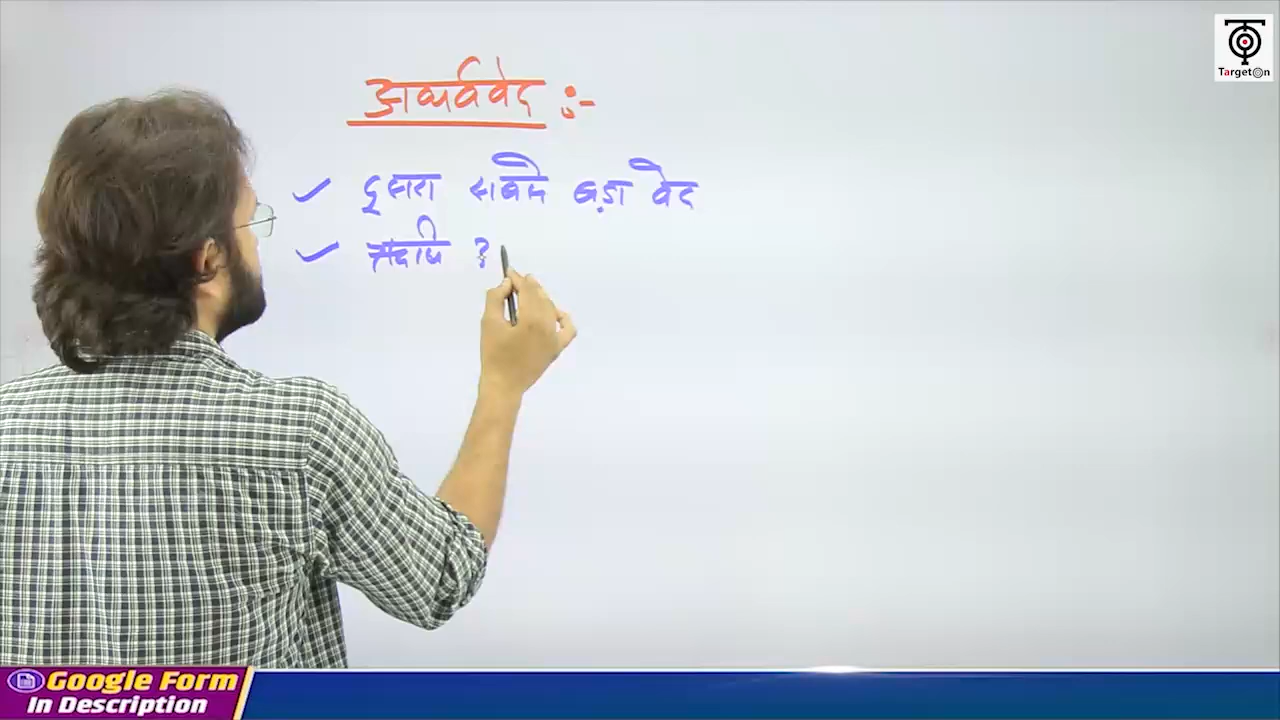 TargetOn
अथर्ववेद :-
✓ दूसरा सबसे बड़ा वेद
✓ ?
Google Form
In Description